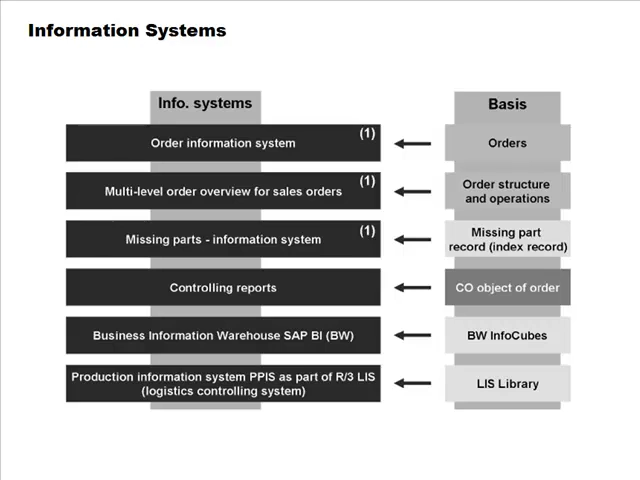 Information Systems
Info. systems
Basis
Order information system
(1)
Orders
Multi-level order overview for sales orders
(1)
Order structure
and operations
Missing parts - information system
(1)
Missing part
record (index record)
Controlling reports
CO object of order
Business Information Warehouse SAP BI (BW)
BW InfoCubes
Production information system PPIS as part of R/3 LIS
(logistics controlling system)
LIS Library